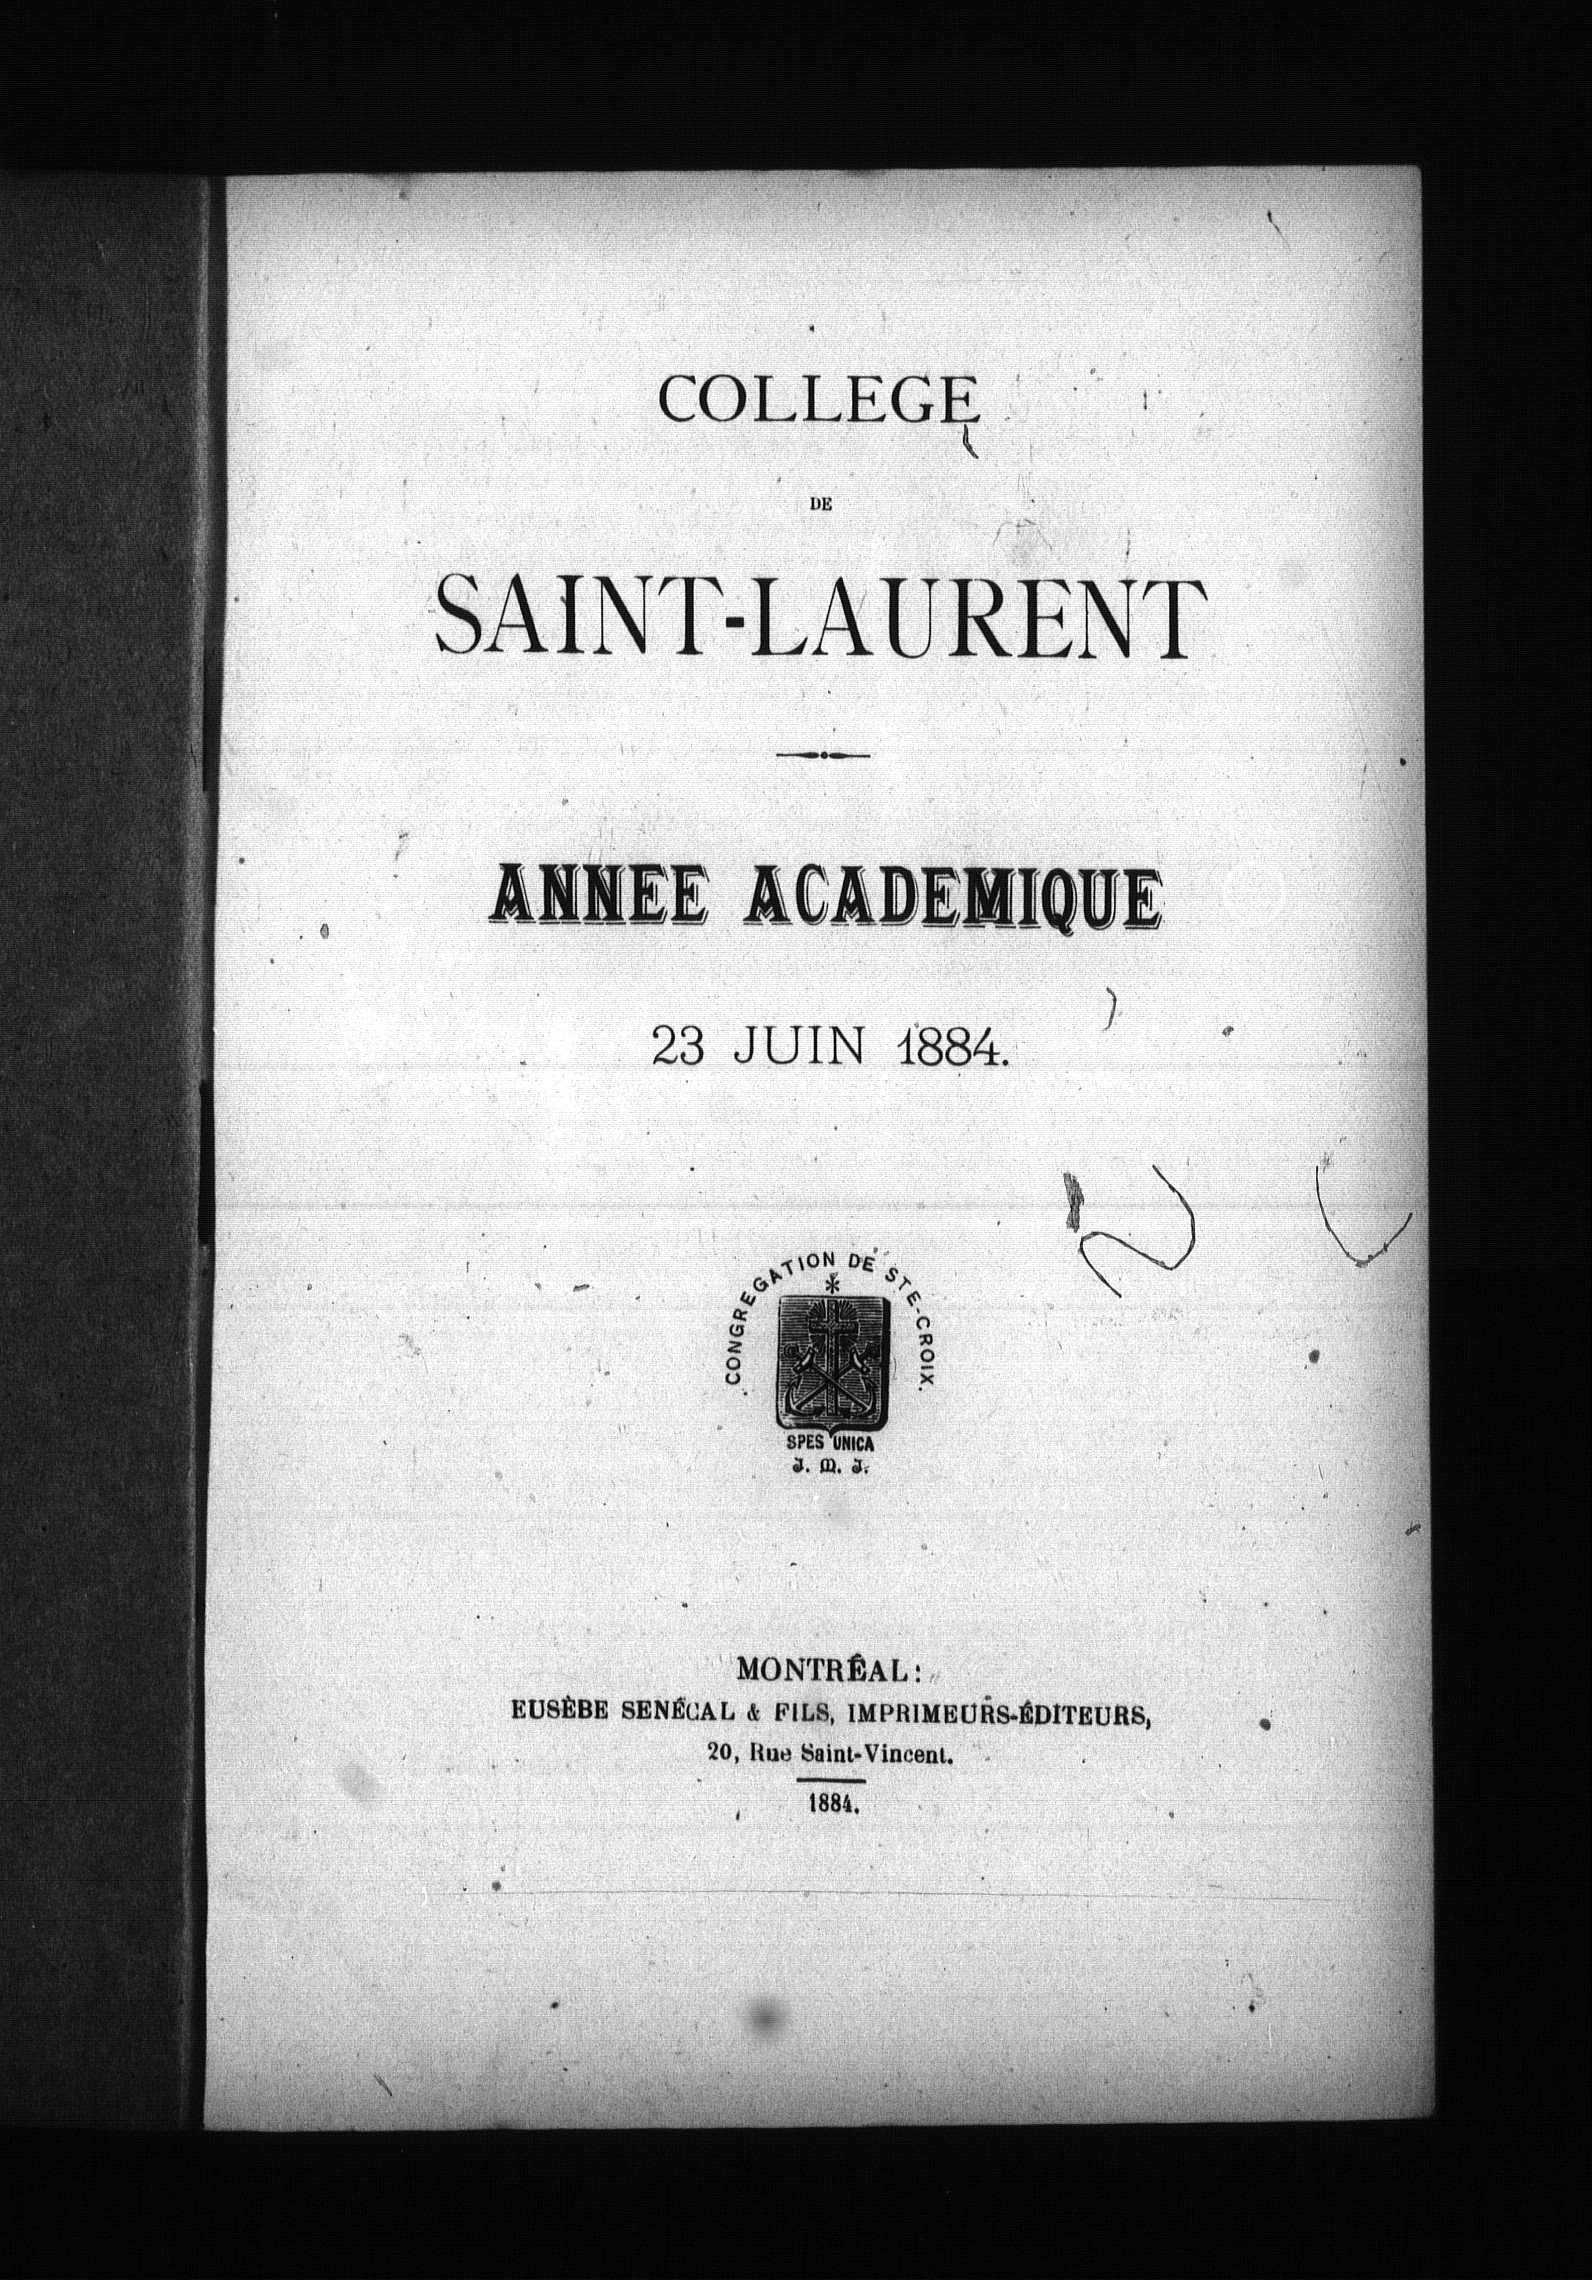 COLLEGE
DE
SAINT-LAURENT
ANNEE ACADEMIQUE
23 JUIN 1884.
CONGREGATION DE STE-CROIX.
SPES UNICA
J. M. J.
MONTRÉAL:
EUSÈBE SENÉCAL & FILS, IMPRIMEURS-ÉDITEURS,
20, Rue Saint-Vincent.
1884.